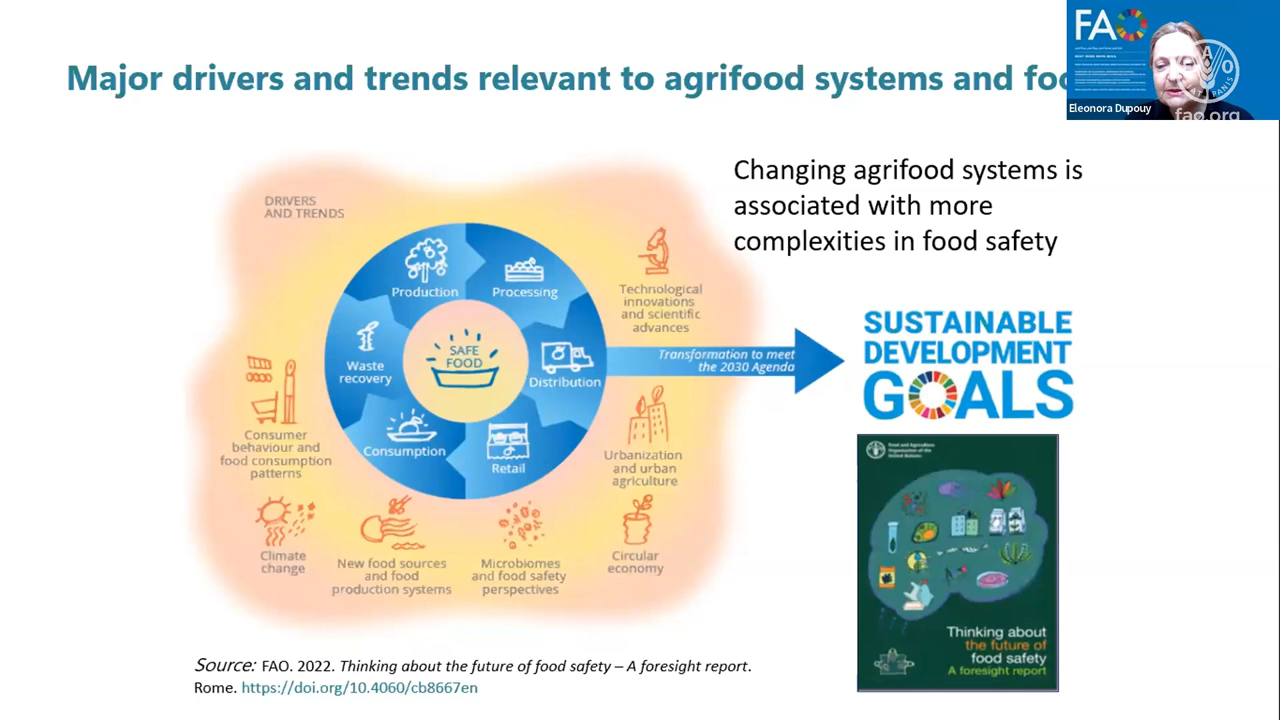 Major drivers and trends relevant to agrifood systems and foo
FAO
Eleonora Dupouy
fao.org
Changing agrifood systems is
associated with more
complexities in food safety
DRIVERS
AND TRENDS
Production
Processing
Distribution
Retail
Consumption
Waste
recovery
SAFE
FOOD
Technological
innovations
and scientific
advances
Transformation to meet
the 2030 Agenda
SUSTAINABLE
DEVELOPMENT
GOALS
Consumer
behaviour and
food consumption
patterns
Urbanization
and urban
agriculture
Climate
change
New food sources
and food
production systems
Microbiomes
and food safety
perspectives
Circular
economy
Food and Agriculture
Organization of the
United Nations
Thinking about
the future of
food safety
A foresight report
Source: FAO. 2022. Thinking about the future of food safety – A foresight report.
Rome. https://doi.org/10.4060/cb8667en